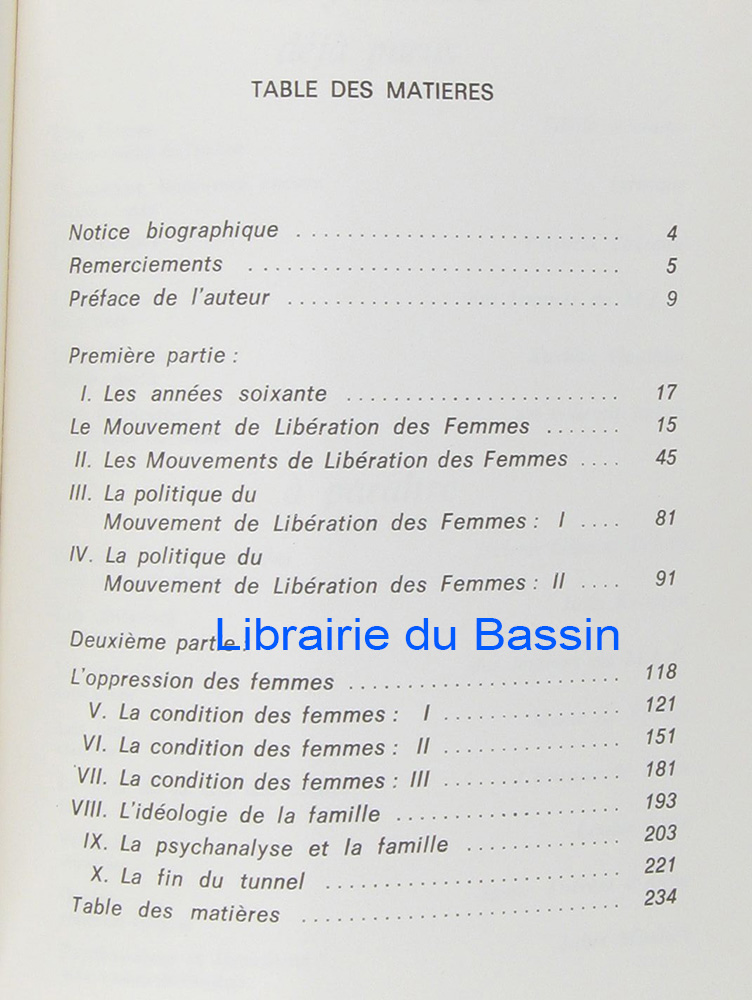 TABLE DES MATIERES
Notice biographique .............................. 4
Remerciements .................................. 5
Préface de l'auteur ............................... 9
Première partie :
I. Les années soixante ......................... 17
Le Mouvement de Libération des Femmes ....... 15
II. Les Mouvements de Libération des Femmes .... 45
III. La politique du
Mouvement de Libération des Femmes : I .... 81
IV. La politique du
Mouvement de Libération des Femmes : II .... 91
Librairie du Bassin
Deuxième partie :
L'oppression des femmes ......................... 118
V. La condition des femmes : I ................ 121
VI. La condition des femmes : II ............... 151
VII. La condition des femmes : III ............... 181
VIII. L'idéologie de la famille ..................... 193
IX. La psychanalyse et la famille .............. 203
X. La fin du tunnel ........................... 221
Table des matières ............................. 234